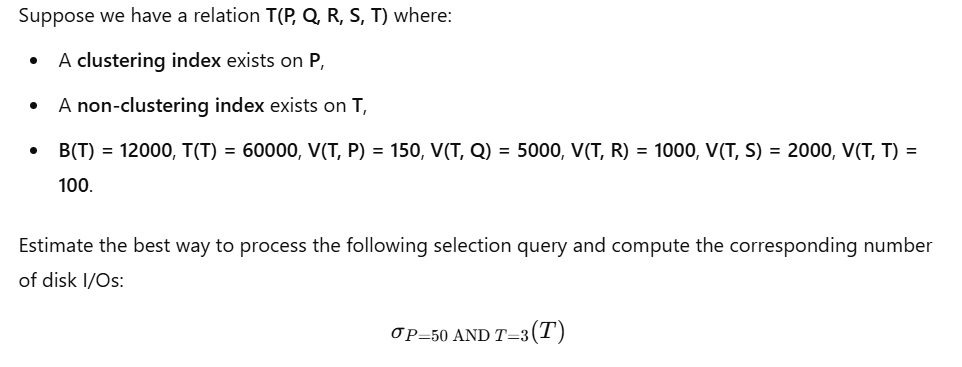 Suppose we have a relation T(P, Q, R, S, T) where:
• A clustering index exists on P,
• A non-clustering index exists on T,
• B(T) = 12000, T(T) = 60000, V(T, P) = 150, V(T, Q) = 5000, V(T, R) = 1000, V(T, S) = 2000, V(T, T) =
100.
Estimate the best way to process the following selection query and compute the corresponding number
of disk I/Os:
σP=50 AND T=3(T)